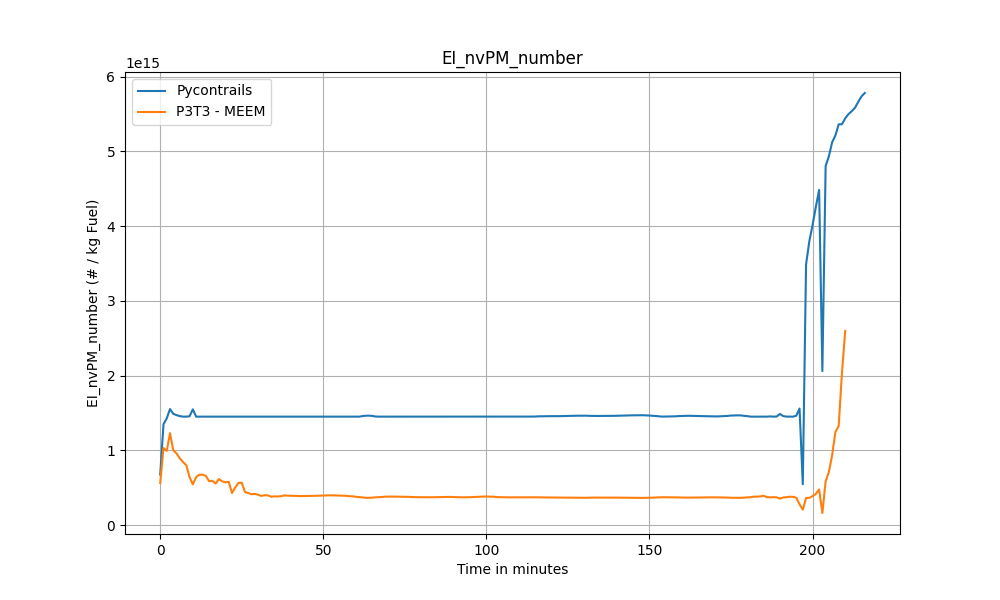 EI_nvPM_number
1e15
Pycontrails
P3T3 - MEEM
6
5
4
3
2
1
0
EI_nvPM_number (# / kg Fuel)
0 50 100 150 200
Time in minutes